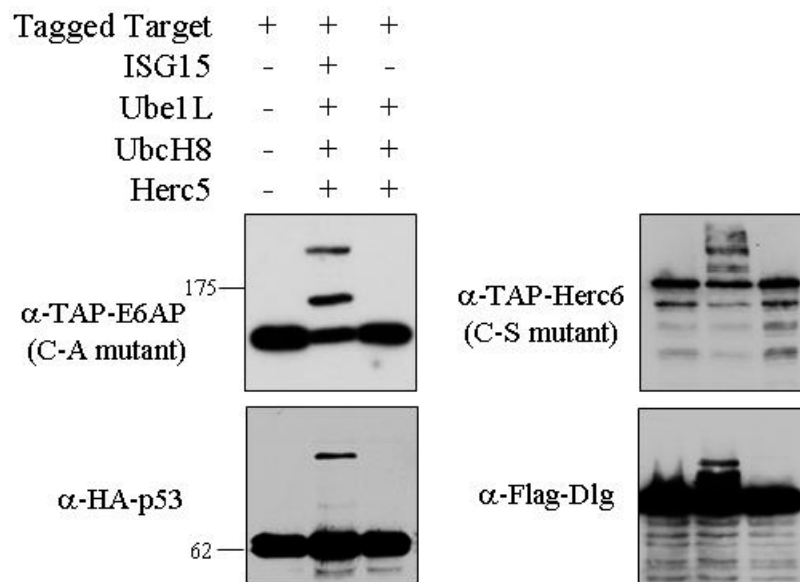 Tagged Target + + +
ISG15 - + -
Ube1L - + +
UbcH8 - + +
Herc5 - + +
175
α-TAP-E6AP
(C-A mutant)
α-TAP-Herc6
(C-S mutant)
α-HA-p53
62
α-Flag-Dlg